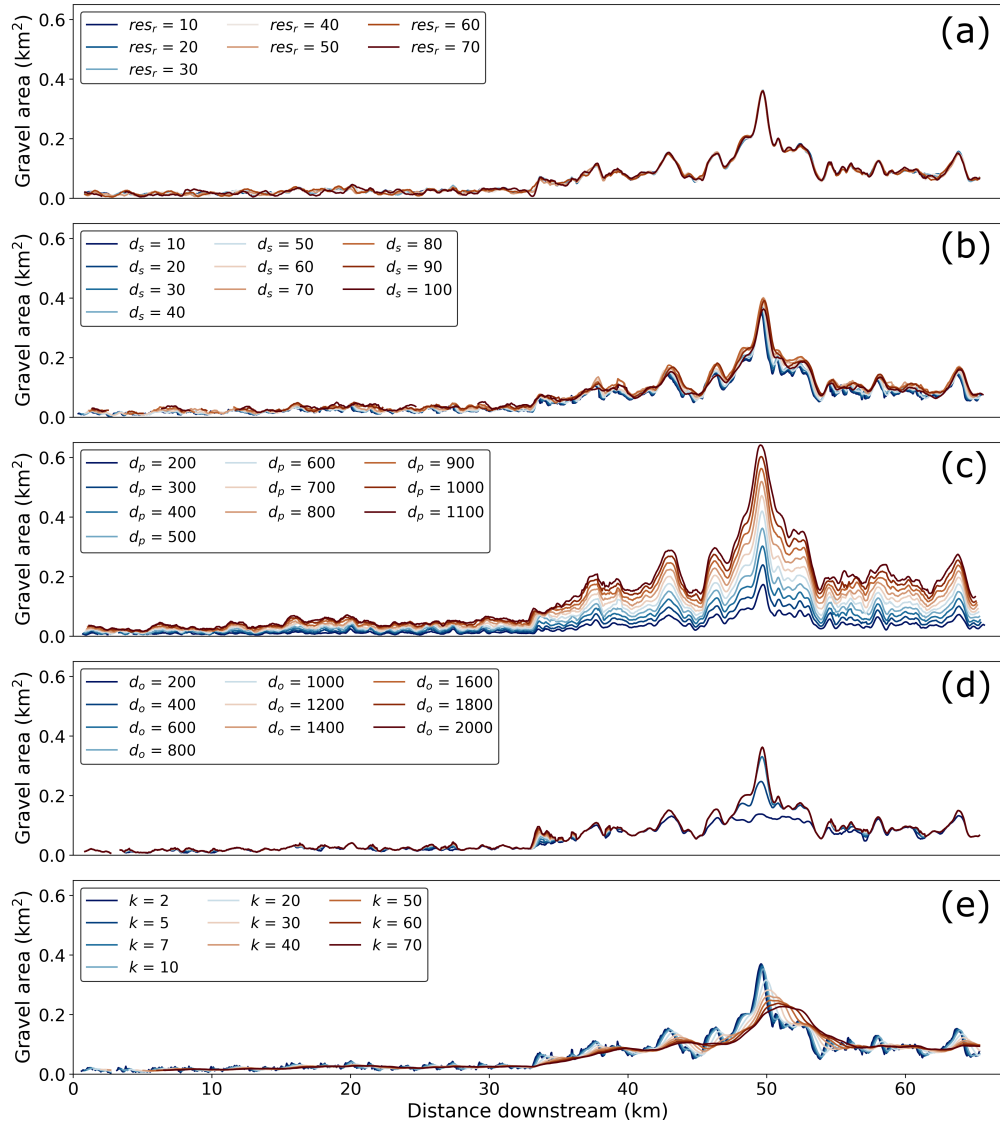 Gravel area (km²)
0.6
0.4
0.2
0.0
res_r = 10 res_r = 40 res_r = 60
res_r = 20 res_r = 50 res_r = 70
res_r = 30
(a)
Gravel area (km²)
0.6
0.4
0.2
0.0
d_s = 10 d_s = 50 d_s = 80
d_s = 20 d_s = 60 d_s = 90
d_s = 30 d_s = 70 d_s = 100
d_s = 40
(b)
Gravel area (km²)
0.6
0.4
0.2
0.0
d_p = 200 d_p = 600 d_p = 900
d_p = 300 d_p = 700 d_p = 1000
d_p = 400 d_p = 800 d_p = 1100
d_p = 500
(c)
Gravel area (km²)
0.6
0.4
0.2
0.0
d_o = 200 d_o = 1000 d_o = 1600
d_o = 400 d_o = 1200 d_o = 1800
d_o = 600 d_o = 1400 d_o = 2000
d_o = 800
(d)
Gravel area (km²)
0.6
0.4
0.2
0.0
k = 2 k = 20 k = 50
k = 5 k = 30 k = 60
k = 7 k = 40 k = 70
k = 10
(e)
0 10 20 30 40 50 60
Distance downstream (km)